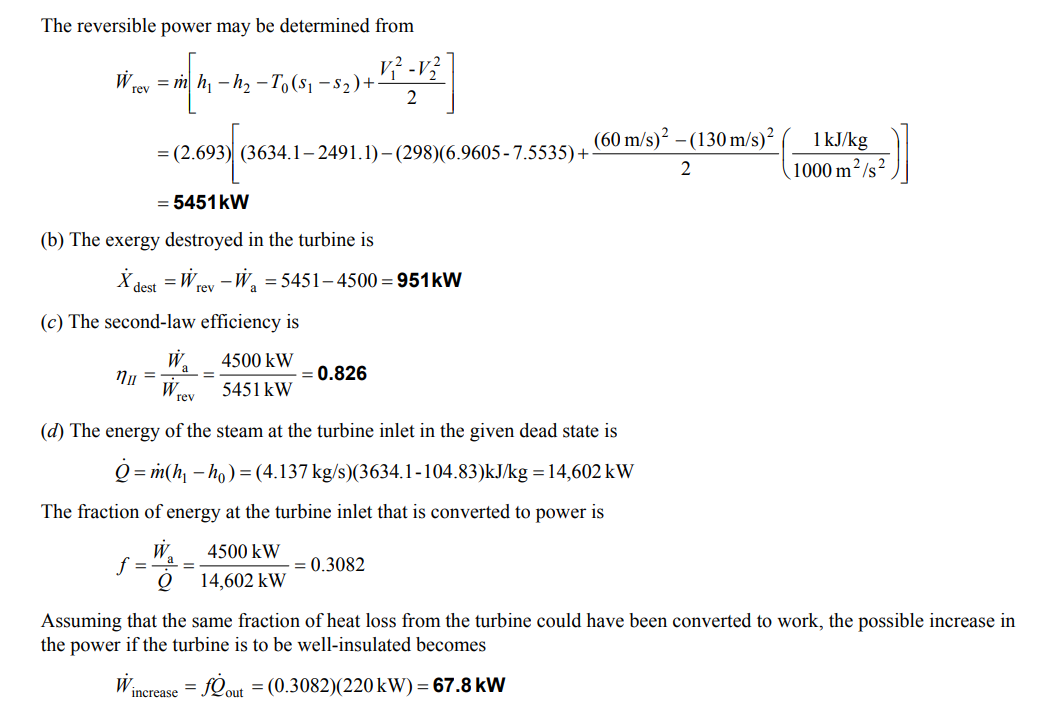 The reversible power may be determined from
Ẇrev = ṁ[h₁ − h₂ − T₀(s₁ − s₂) + (V₁² - V₂²)/2]
= (2.693)[(3634.1 − 2491.1) − (298)(6.9605 - 7.5535) + ((60 m/s)² − (130 m/s)²)/2 (1 kJ/kg / 1000 m²/s²)]
= 5451 kW
(b) The exergy destroyed in the turbine is
Ẋdest = Ẇrev − Ẇa = 5451 − 4500 = 951 kW
(c) The second-law efficiency is
ηII = Ẇa/Ẇrev = 4500 kW/5451 kW = 0.826
(d) The energy of the steam at the turbine inlet in the given dead state is
Q̇ = ṁ(h₁ − h₀) = (4.137 kg/s)(3634.1 - 104.83)kJ/kg = 14,602 kW
The fraction of energy at the turbine inlet that is converted to power is
f = Ẇa/Q̇ = 4500 kW/14,602 kW = 0.3082
Assuming that the same fraction of heat loss from the turbine could have been converted to work, the possible increase in
the power if the turbine is to be well-insulated becomes
Ẇincrease = fQ̇out = (0.3082)(220 kW) = 67.8 kW